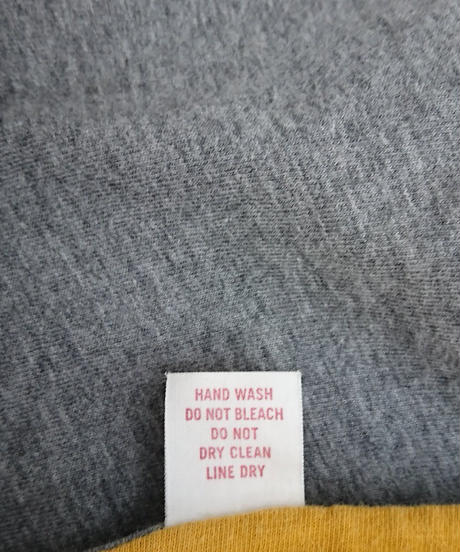 HAND WASH
DO NOT BLEACH
DO NOT
DRY CLEAN
LINE DRY